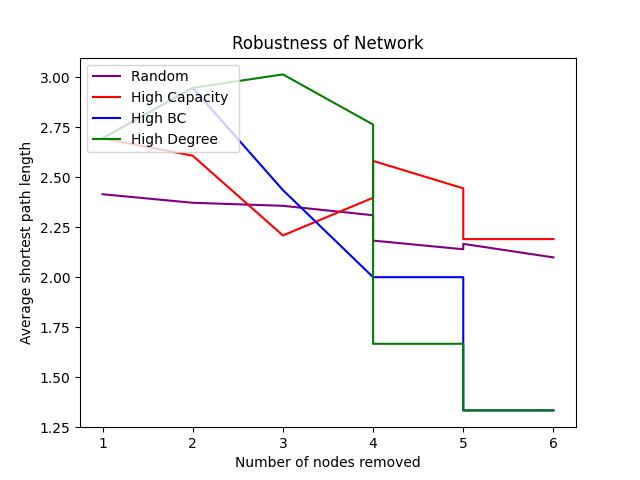 Robustness of Network
Average shortest path length
3.00
2.75
2.50
2.25
2.00
1.75
1.50
1.25
Random
High Capacity
High BC
High Degree
1 2 3 4 5 6
Number of nodes removed